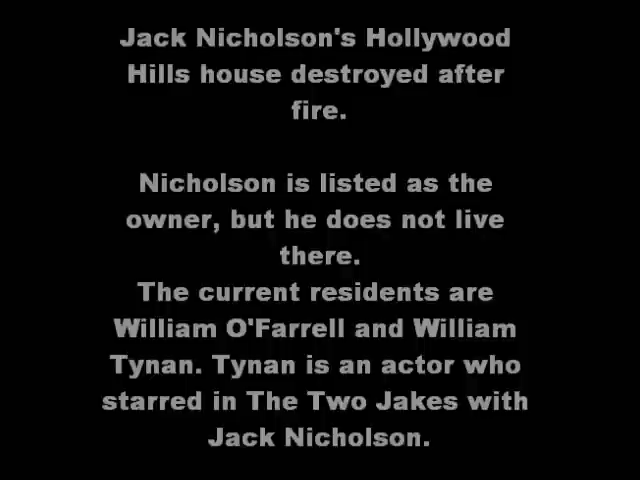 Jack Nicholson's Hollywood
Hills house destroyed after
fire.
Nicholson is listed as the
owner, but he does not live
there.
The current residents are
William O'Farrell and William
Tynan. Tynan is an actor who
starred in The Two Jakes with
Jack Nicholson.